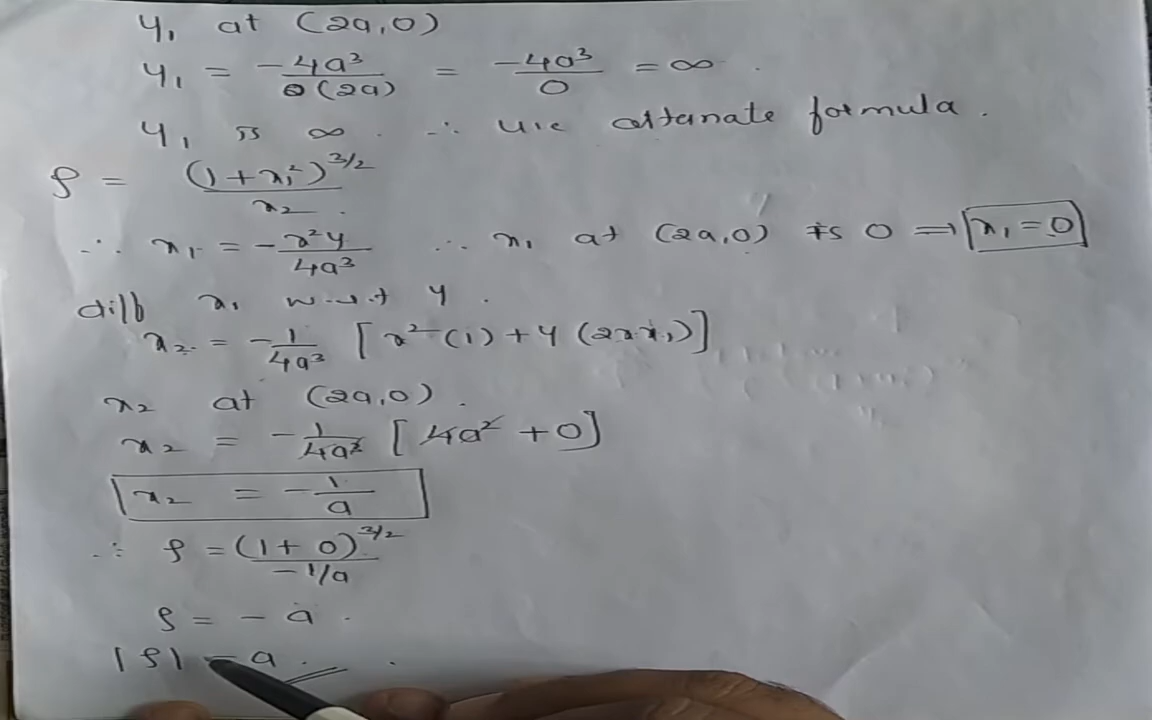 y₁ at (2a,0)
y₁ = -4a³/0(2a) = -4a³/0 = ∞ .
y₁ is ∞ . ∴ use alternate formula .
ρ = (1+x₁²)^3/2 / x₂ .
∴ x₁ = -x²y/4a³ ∴ x₁ at (2a,0) is 0 ⇒ x₁ = 0
diff x₁ w.r.t y .
x₂ = -1/4a³ [x²(1) + y(2x x₁)]
x₂ at (2a,0) .
x₂ = -1/4a³ [4a² + 0]
x₂ = -1/a
∴ ρ = (1+0)^3/2 / -1/a
ρ = -a .
|ρ| = a .